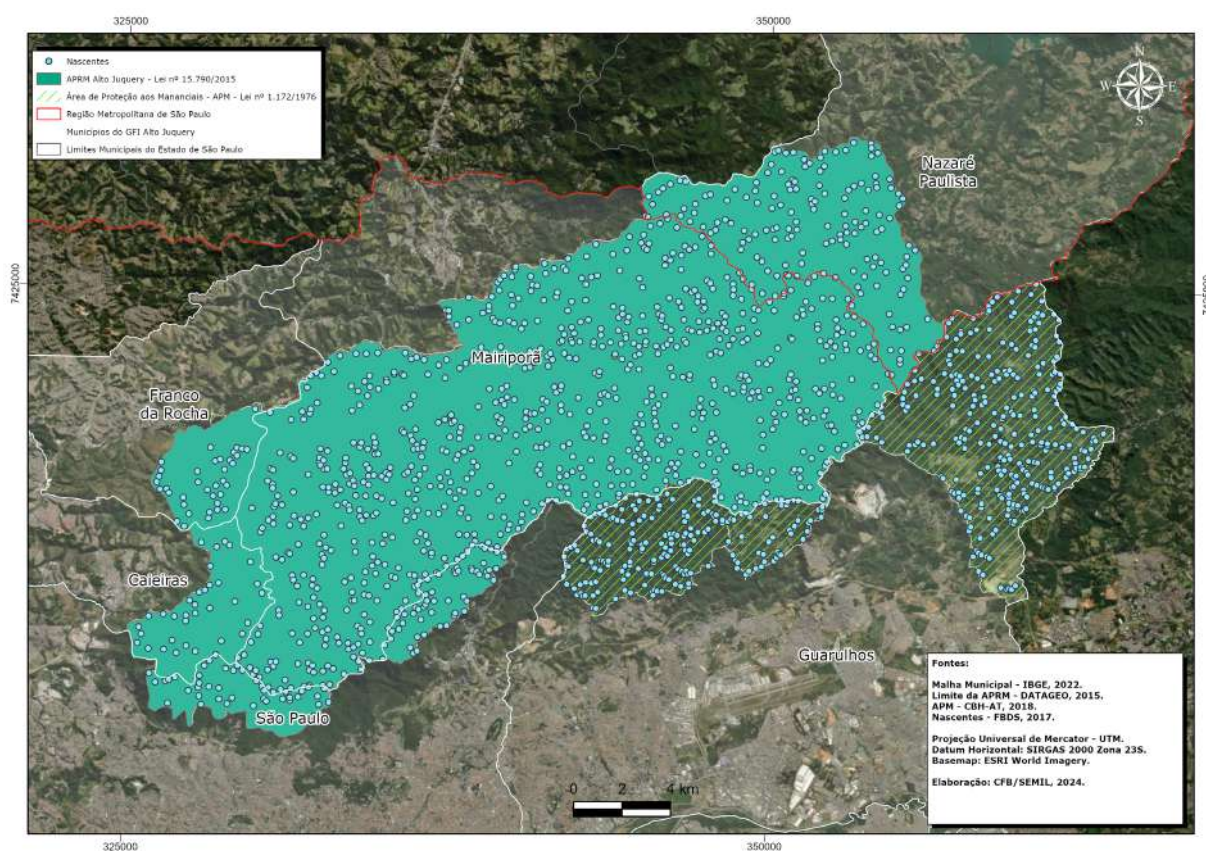 325000
350000
Nascentes
APRM Alto Juquery - Lei nº 15.790/2015
Área de Proteção aos Mananciais - APM - Lei nº 1.172/1976
Região Metropolitana de São Paulo
Municípios do GFI Alto Juquery
Limites Municipais do Estado de São Paulo
N
W
E
S
Nazaré
Paulista
7425000
7425000
Mairiporã
Franco
da Rocha
Caieiras
Guarulhos
São Paulo
0 2 4 km
Fontes:
Malha Municipal - IBGE, 2022.
Limite da APRM - DATAGEO, 2015.
APM - CBH-AT, 2018.
Nascentes - FBDS, 2017.
Projeção Universal de Mercator - UTM.
Datum Horizontal: SIRGAS 2000 Zona 23S.
Basemap: ESRI World Imagery.
Elaboração: CFB/SEMIL, 2024.
325000
350000